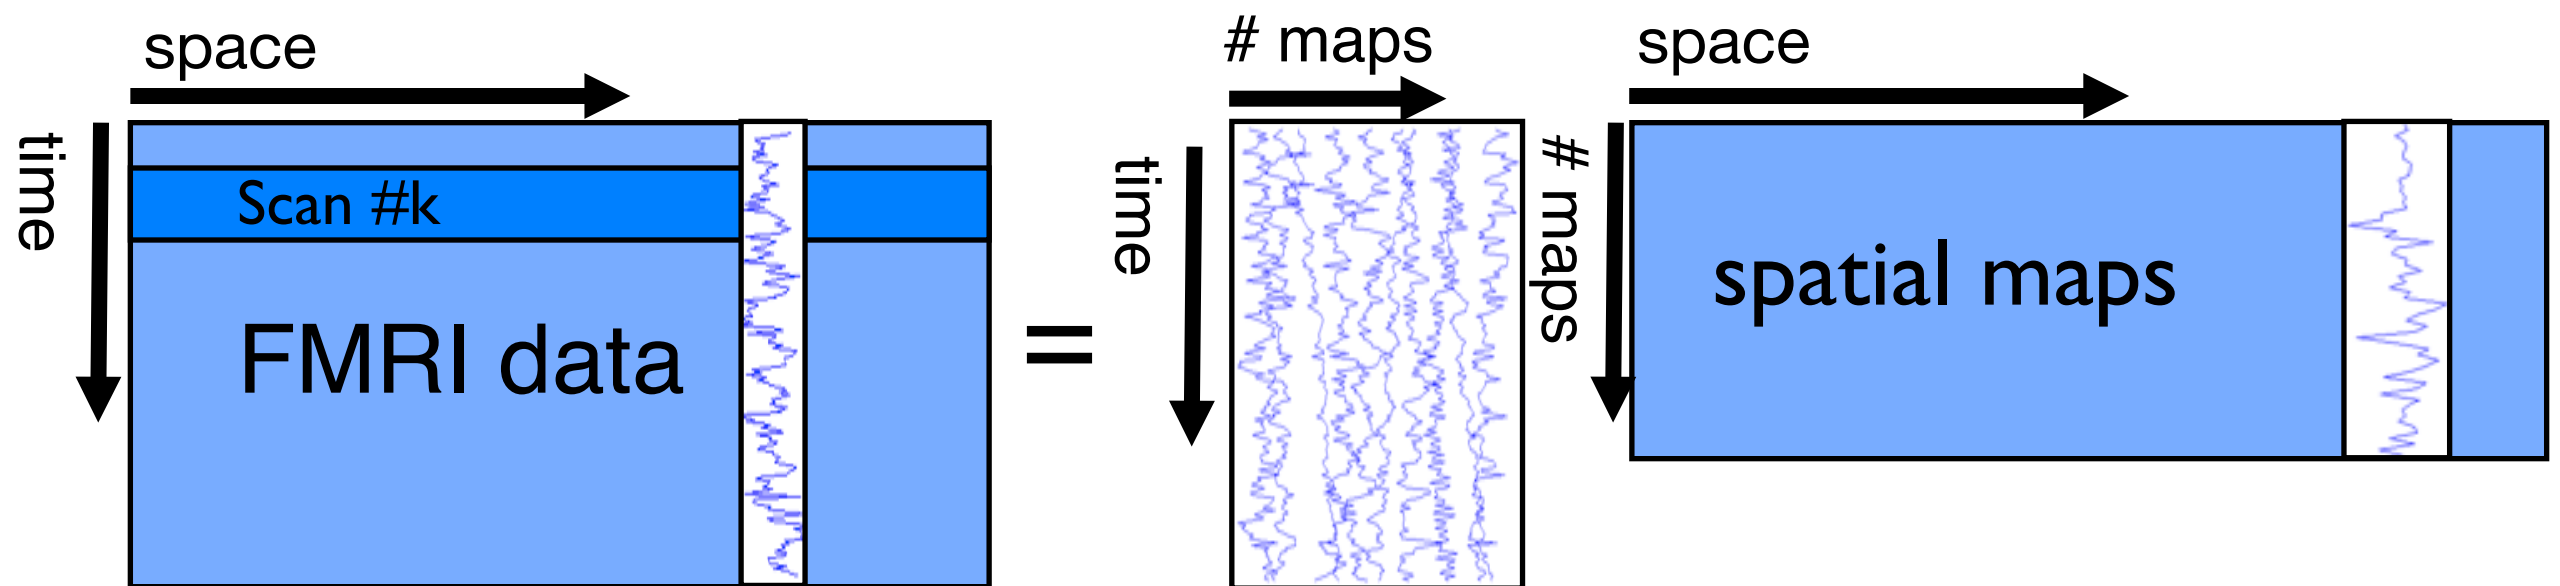 space
time
Scan #k
FMRI data
=
# maps
time
space
# maps
spatial maps